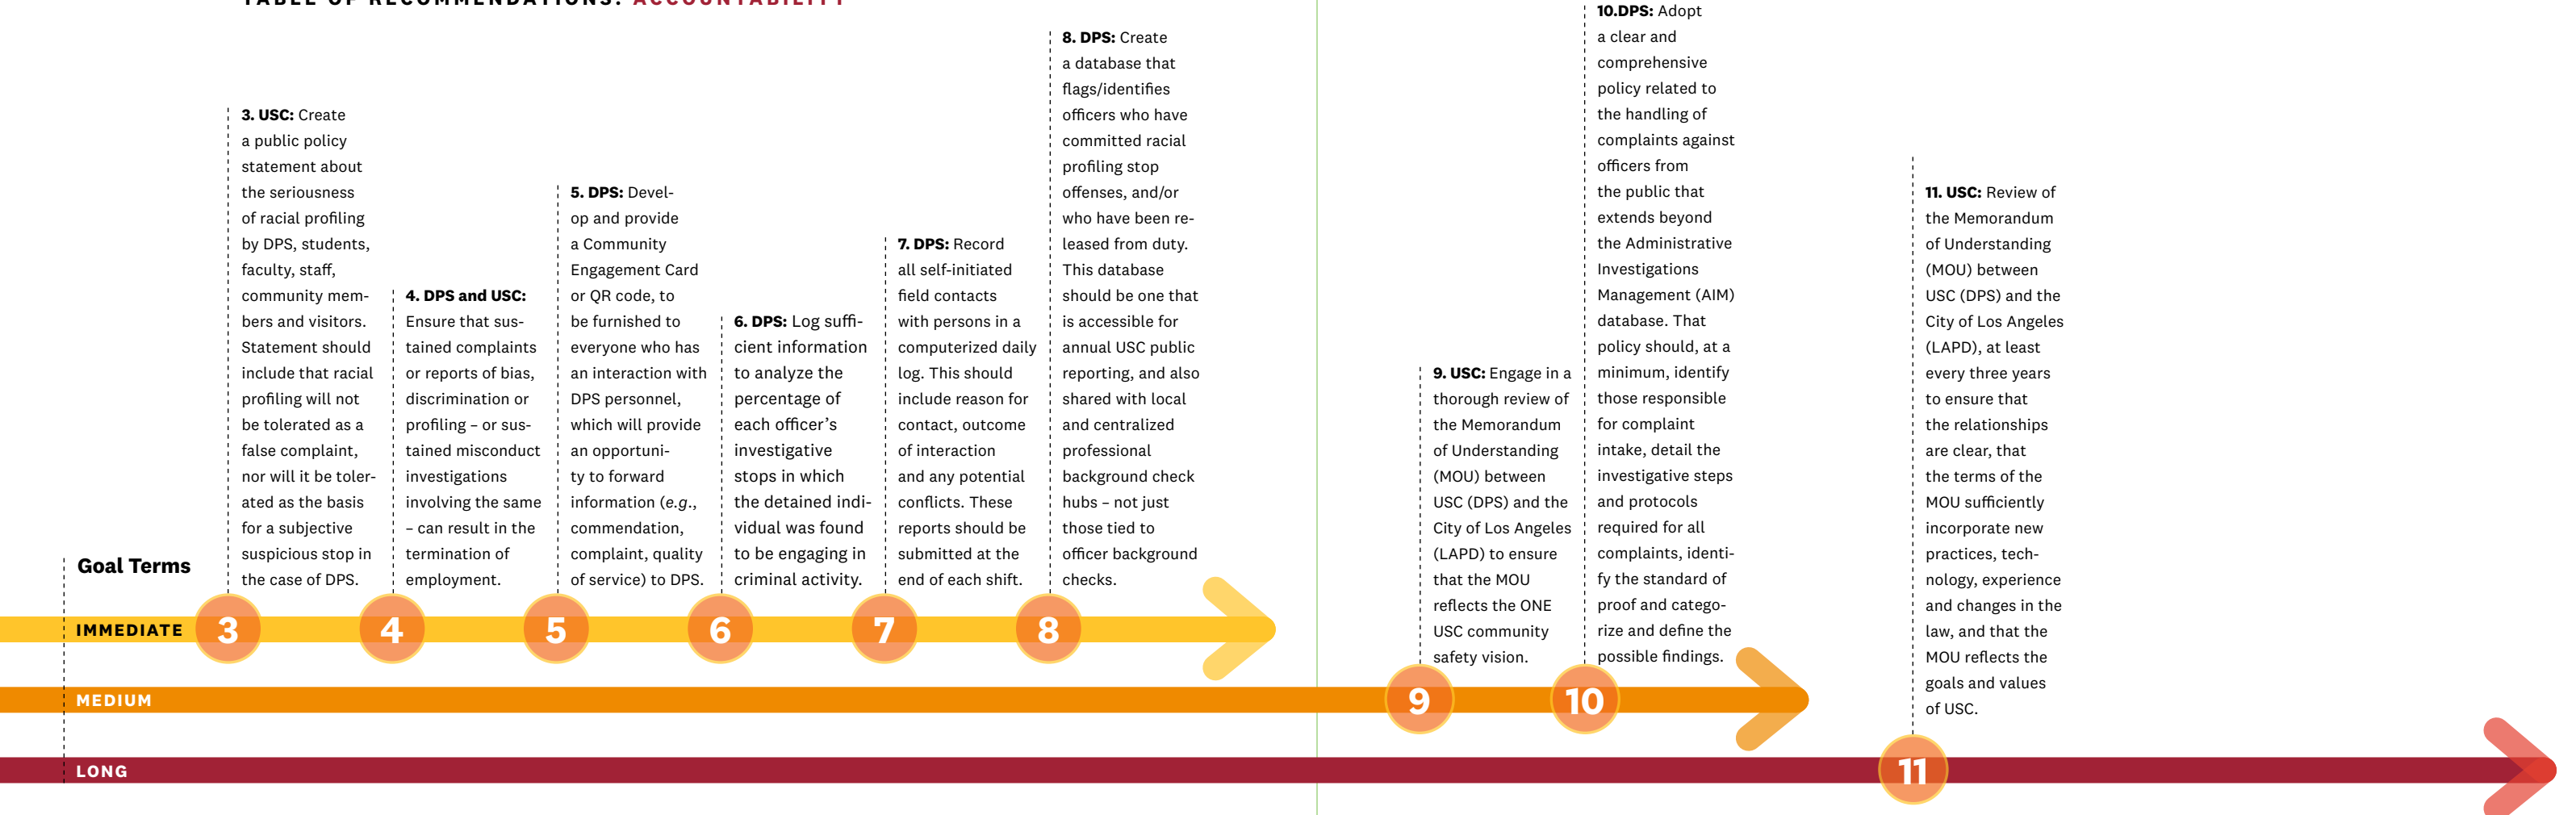 TABLE OF RECOMMENDATIONS: ACCOUNTABILITY
3. USC: Create
a public policy
statement about
the seriousness
of racial profiling
by DPS, students,
faculty, staff,
community mem-
bers and visitors.
Statement should
include that racial
profiling will not
be tolerated as a
false complaint,
nor will it be toler-
ated as the basis
for a subjective
suspicious stop in
the case of DPS.
4. DPS and USC:
Ensure that sus-
tained complaints
or reports of bias,
discrimination or
profiling – or sus-
tained misconduct
investigations
involving the same
– can result in the
termination of
employment.
5. DPS: Devel-
op and provide
a Community
Engagement Card
or QR code, to
be furnished to
everyone who has
an interaction with
DPS personnel,
which will provide
an opportuni-
ty to forward
information (e.g.,
commendation,
complaint, quality
of service) to DPS.
6. DPS: Log suffi-
cient information
to analyze the
percentage of
each officer’s
investigative
stops in which
the detained indi-
vidual was found
to be engaging in
criminal activity.
7. DPS: Record
all self-initiated
field contacts
with persons in a
computerized daily
log. This should
include reason for
contact, outcome
of interaction
and any potential
conflicts. These
reports should be
submitted at the
end of each shift.
8. DPS: Create
a database that
flags/identifies
officers who have
committed racial
profiling stop
offenses, and/or
who have been re-
leased from duty.
This database
should be one that
is accessible for
annual USC public
reporting, and also
shared with local
and centralized
professional
background check
hubs – not just
those tied to
officer background
checks.
9. USC: Engage in a
thorough review of
the Memorandum
of Understanding
(MOU) between
USC (DPS) and the
City of Los Angeles
(LAPD) to ensure
that the MOU
reflects the ONE
USC community
safety vision.
10.DPS: Adopt
a clear and
comprehensive
policy related to
the handling of
complaints against
officers from
the public that
extends beyond
the Administrative
Investigations
Management (AIM)
database. That
policy should, at a
minimum, identify
those responsible
for complaint
intake, detail the
investigative steps
and protocols
required for all
complaints, identi-
fy the standard of
proof and catego-
rize and define the
possible findings.
11. USC: Review of
the Memorandum
of Understanding
(MOU) between
USC (DPS) and the
City of Los Angeles
(LAPD), at least
every three years
to ensure that
the relationships
are clear, that
the terms of the
MOU sufficiently
incorporate new
practices, tech-
nology, experience
and changes in the
law, and that the
MOU reflects the
goals and values
of USC.
Goal Terms
IMMEDIATE 3 4 5 6 7 8
MEDIUM 9 10
LONG 11